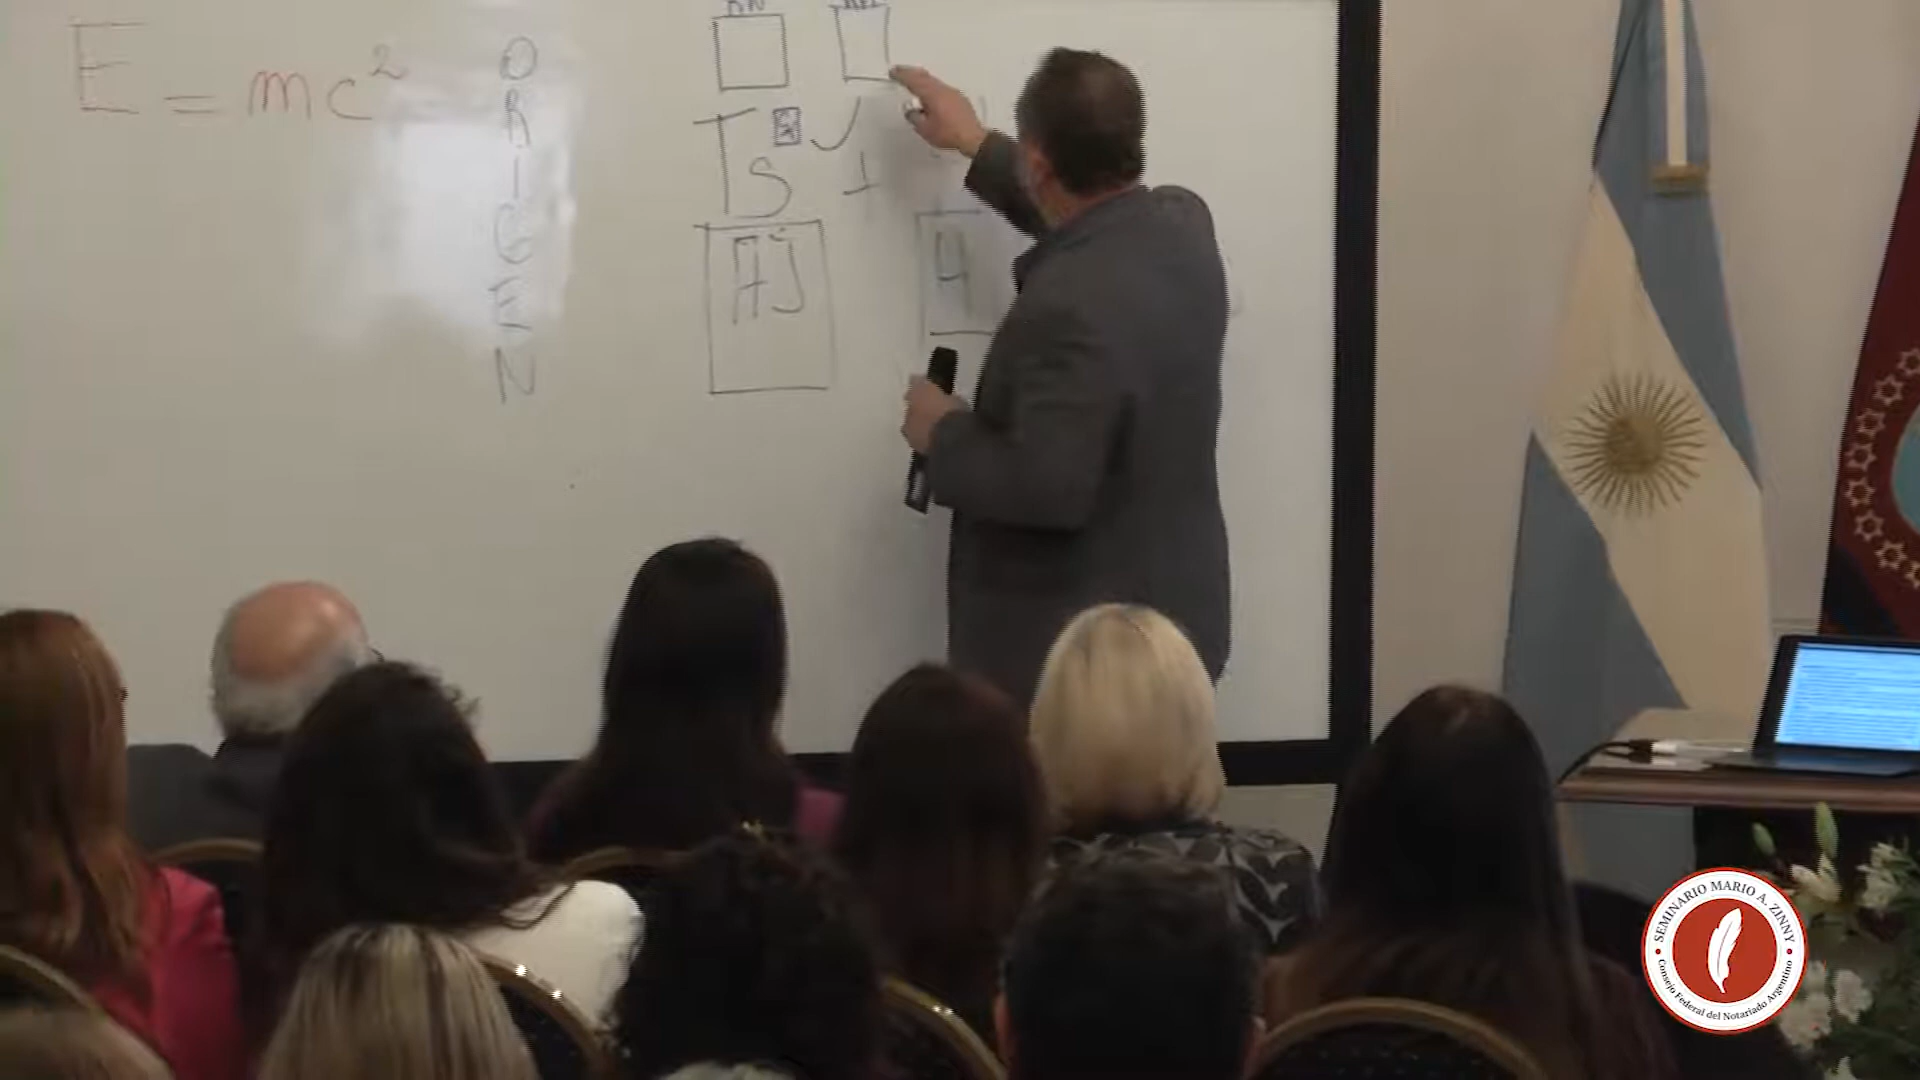 E = mc²
ORIGEN
TS
AJ
SEMINARIO MARIO A. ZINNY
Consejo Federal del Notariado Argentino